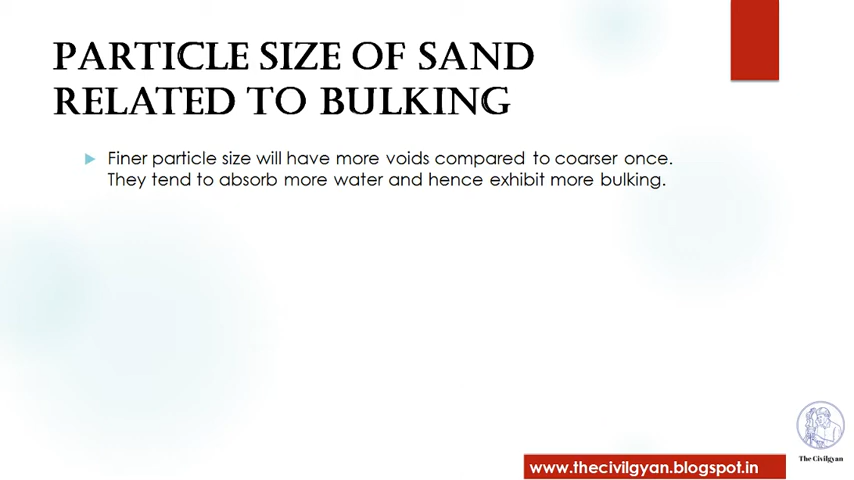 PARTICLE SIZE OF SAND
RELATED TO BULKING
Finer particle size will have more voids compared to coarser once.
They tend to absorb more water and hence exhibit more bulking.
The Civilgyan
www.thecivilgyan.blogspot.in